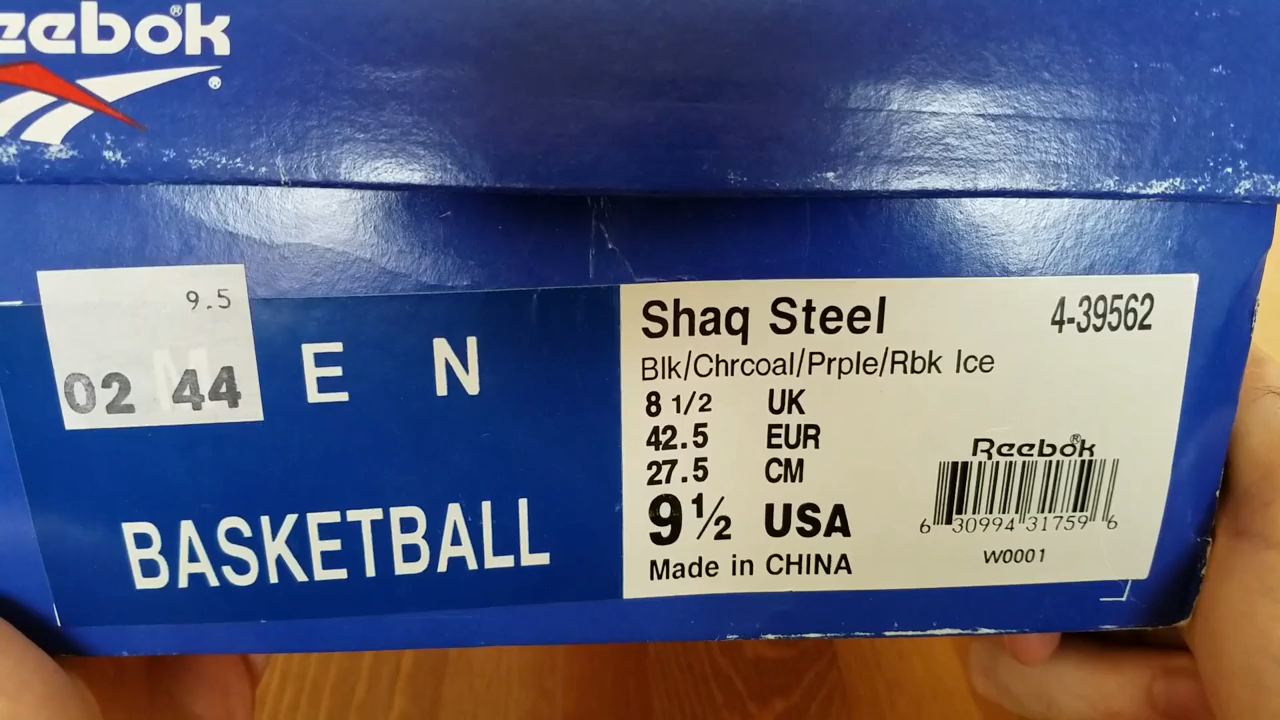 Reebok®
®
9.5
02 44
M E N
BASKETBALL
Shaq Steel 4-39562
Blk/Chrcoal/Prple/Rbk Ice
8 1/2 UK
42.5 EUR
27.5 CM
9½ USA
Made in CHINA
Reebok®
6 30994 31759 6
W0001